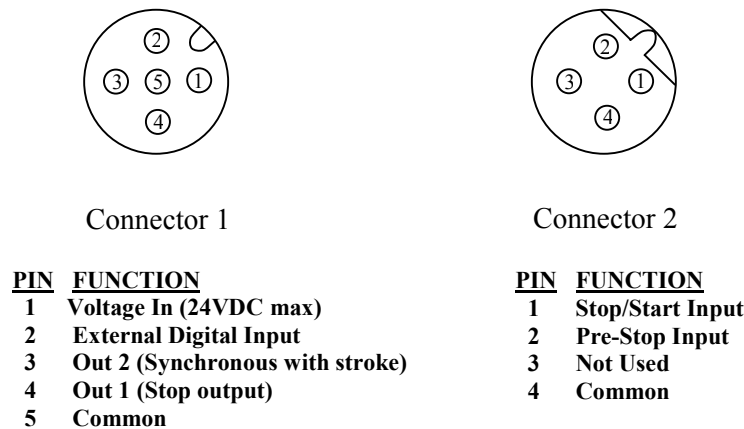 2
3 5 1
4
Connector 1
PIN FUNCTION
1 Voltage In (24VDC max)
2 External Digital Input
3 Out 2 (Synchronous with stroke)
4 Out 1 (Stop output)
5 Common
2
3 1
4
Connector 2
PIN FUNCTION
1 Stop/Start Input
2 Pre-Stop Input
3 Not Used
4 Common